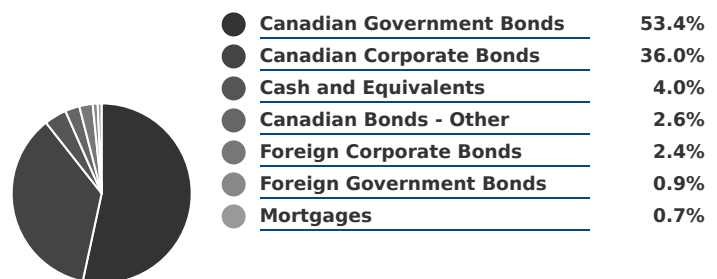 Canadian Government Bonds 53.4%
Canadian Corporate Bonds 36.0%
Cash and Equivalents 4.0%
Canadian Bonds - Other 2.6%
Foreign Corporate Bonds 2.4%
Foreign Government Bonds 0.9%
Mortgages 0.7%